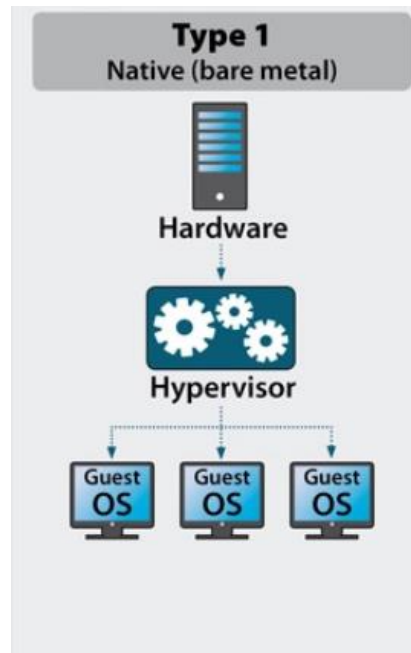 Type 1
Native (bare metal)
Hardware
Hypervisor
Guest
OS
Guest
OS
Guest
OS